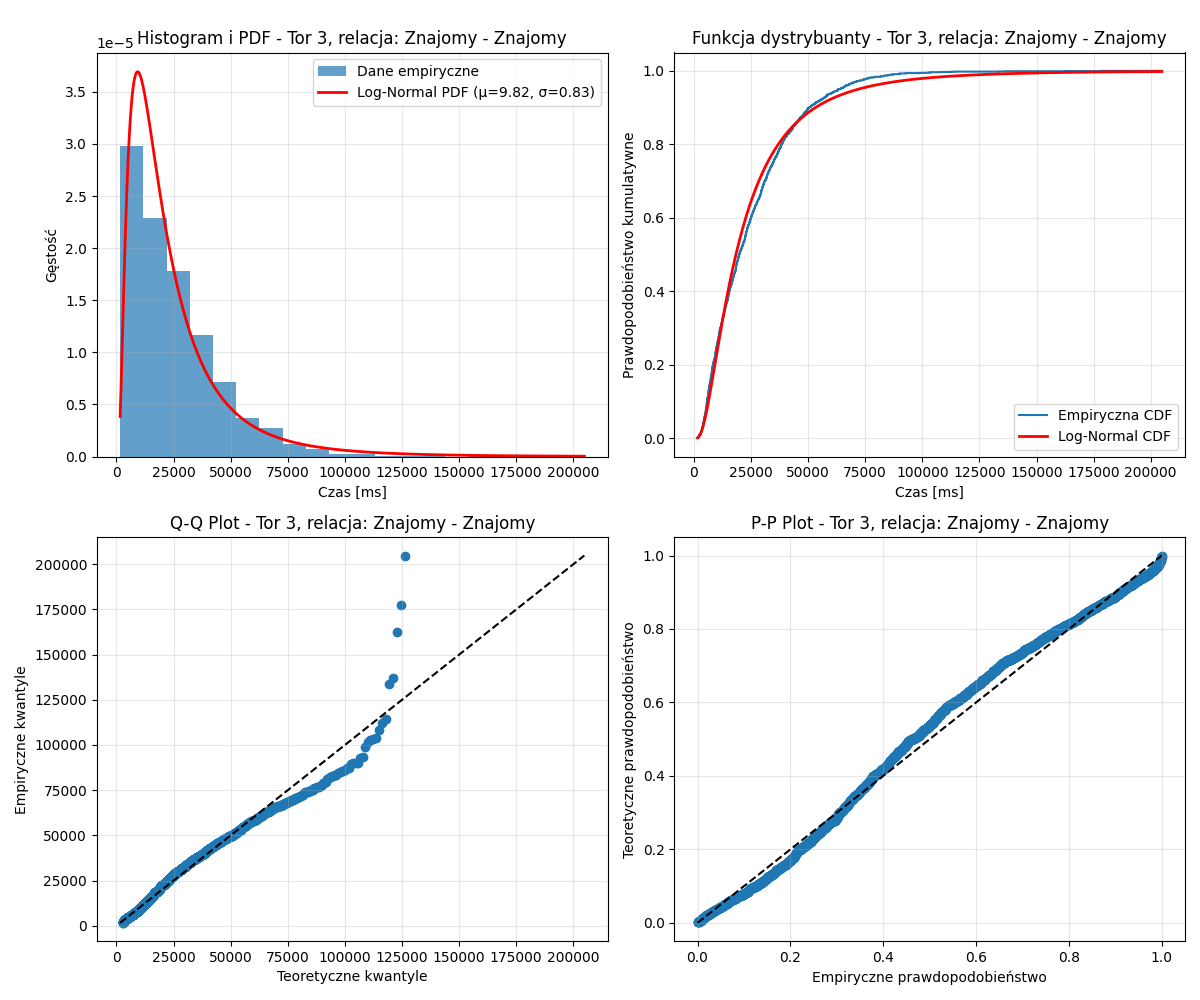 Histogram i PDF - Tor 3, relacja: Znajomy - Znajomy
1e−5
Dane empiryczne
Log-Normal PDF (μ=9.82, σ=0.83)
3.5
3.0
2.5
2.0
1.5
1.0
0.5
0.0
Gęstość
0 25000 50000 75000 100000 125000 150000 175000 200000
Czas [ms]
Funkcja dystrybuanty - Tor 3, relacja: Znajomy - Znajomy
1.0
0.8
0.6
0.4
0.2
0.0
Prawdopodobieństwo kumulatywne
Empiryczna CDF
Log-Normal CDF
0 25000 50000 75000 100000 125000 150000 175000 200000
Czas [ms]
Q-Q Plot - Tor 3, relacja: Znajomy - Znajomy
200000
175000
150000
125000
100000
75000
50000
25000
0
Empiryczne kwantyle
0 25000 50000 75000 100000 125000 150000 175000 200000
Teoretyczne kwantyle
P-P Plot - Tor 3, relacja: Znajomy - Znajomy
1.0
0.8
0.6
0.4
0.2
0.0
Teoretyczne prawdopodobieństwo
0.0 0.2 0.4 0.6 0.8 1.0
Empiryczne prawdopodobieństwo